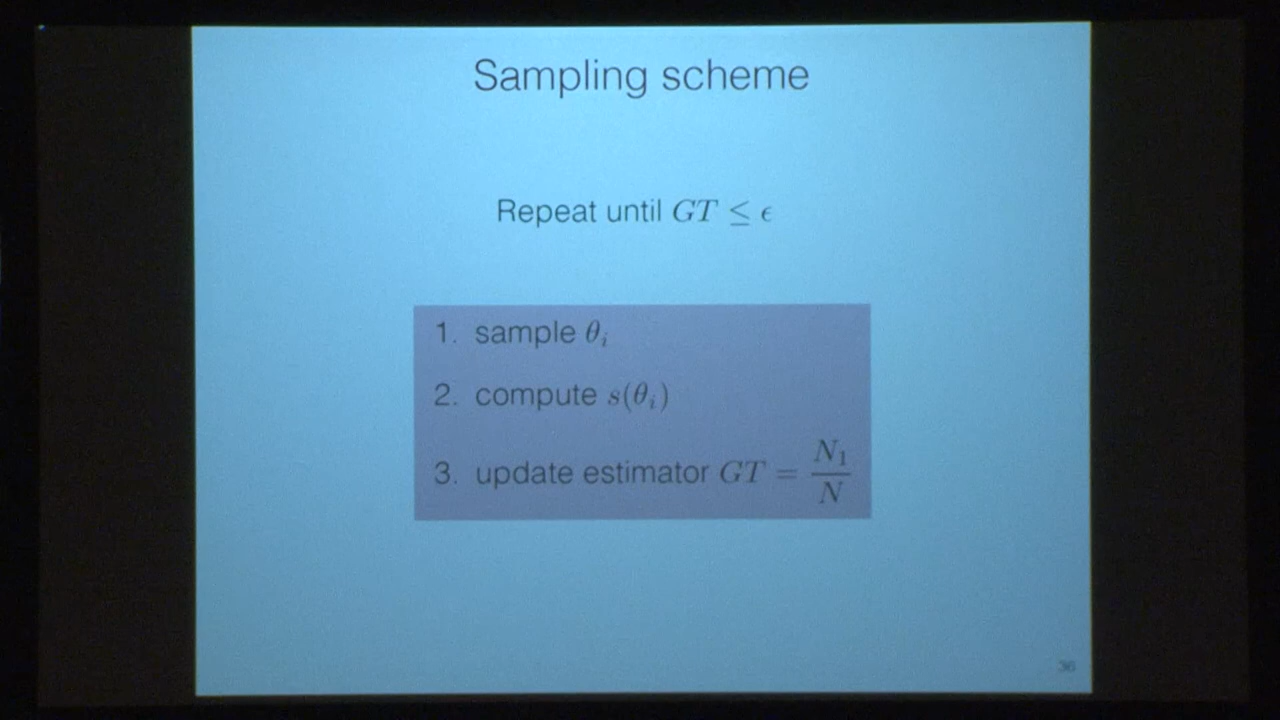 Sampling scheme
Repeat until GT ≤ ϵ
1. sample θᵢ
2. compute s(θᵢ)
3. update estimator GT = N₁/N
36